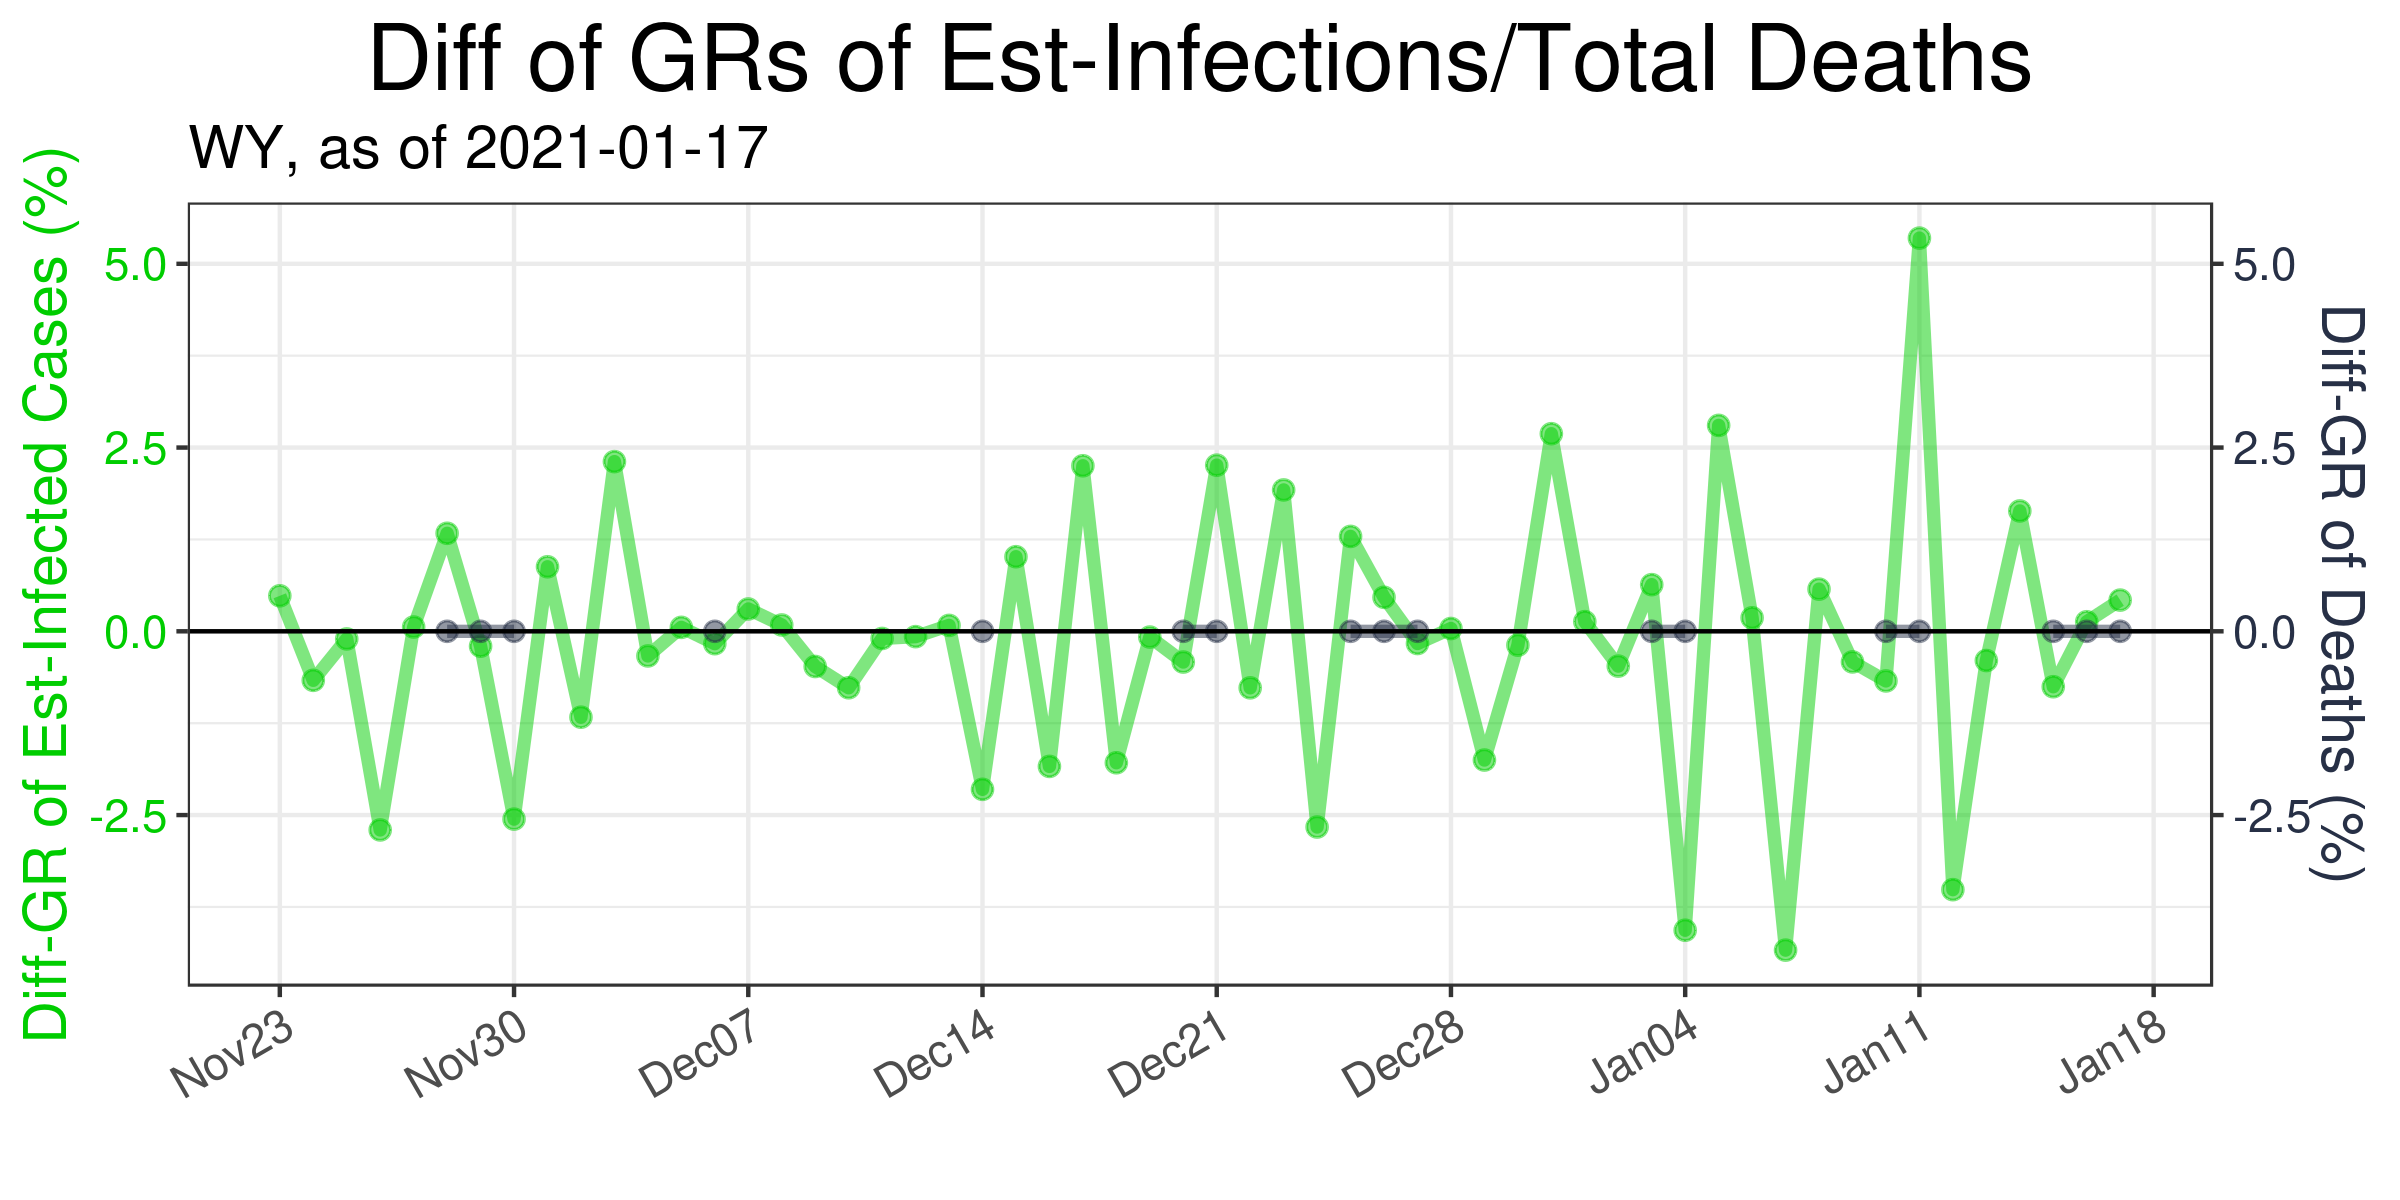 Diff of GRs of Est-Infections/Total Deaths
WY, as of 2021-01-17
Diff-GR of Est-Infected Cases (%)
5.0
2.5
0.0
-2.5
5.0
2.5
0.0
-2.5
Diff-GR of Deaths (%)
Nov23
Nov30
Dec07
Dec14
Dec21
Dec28
Jan04
Jan11
Jan18